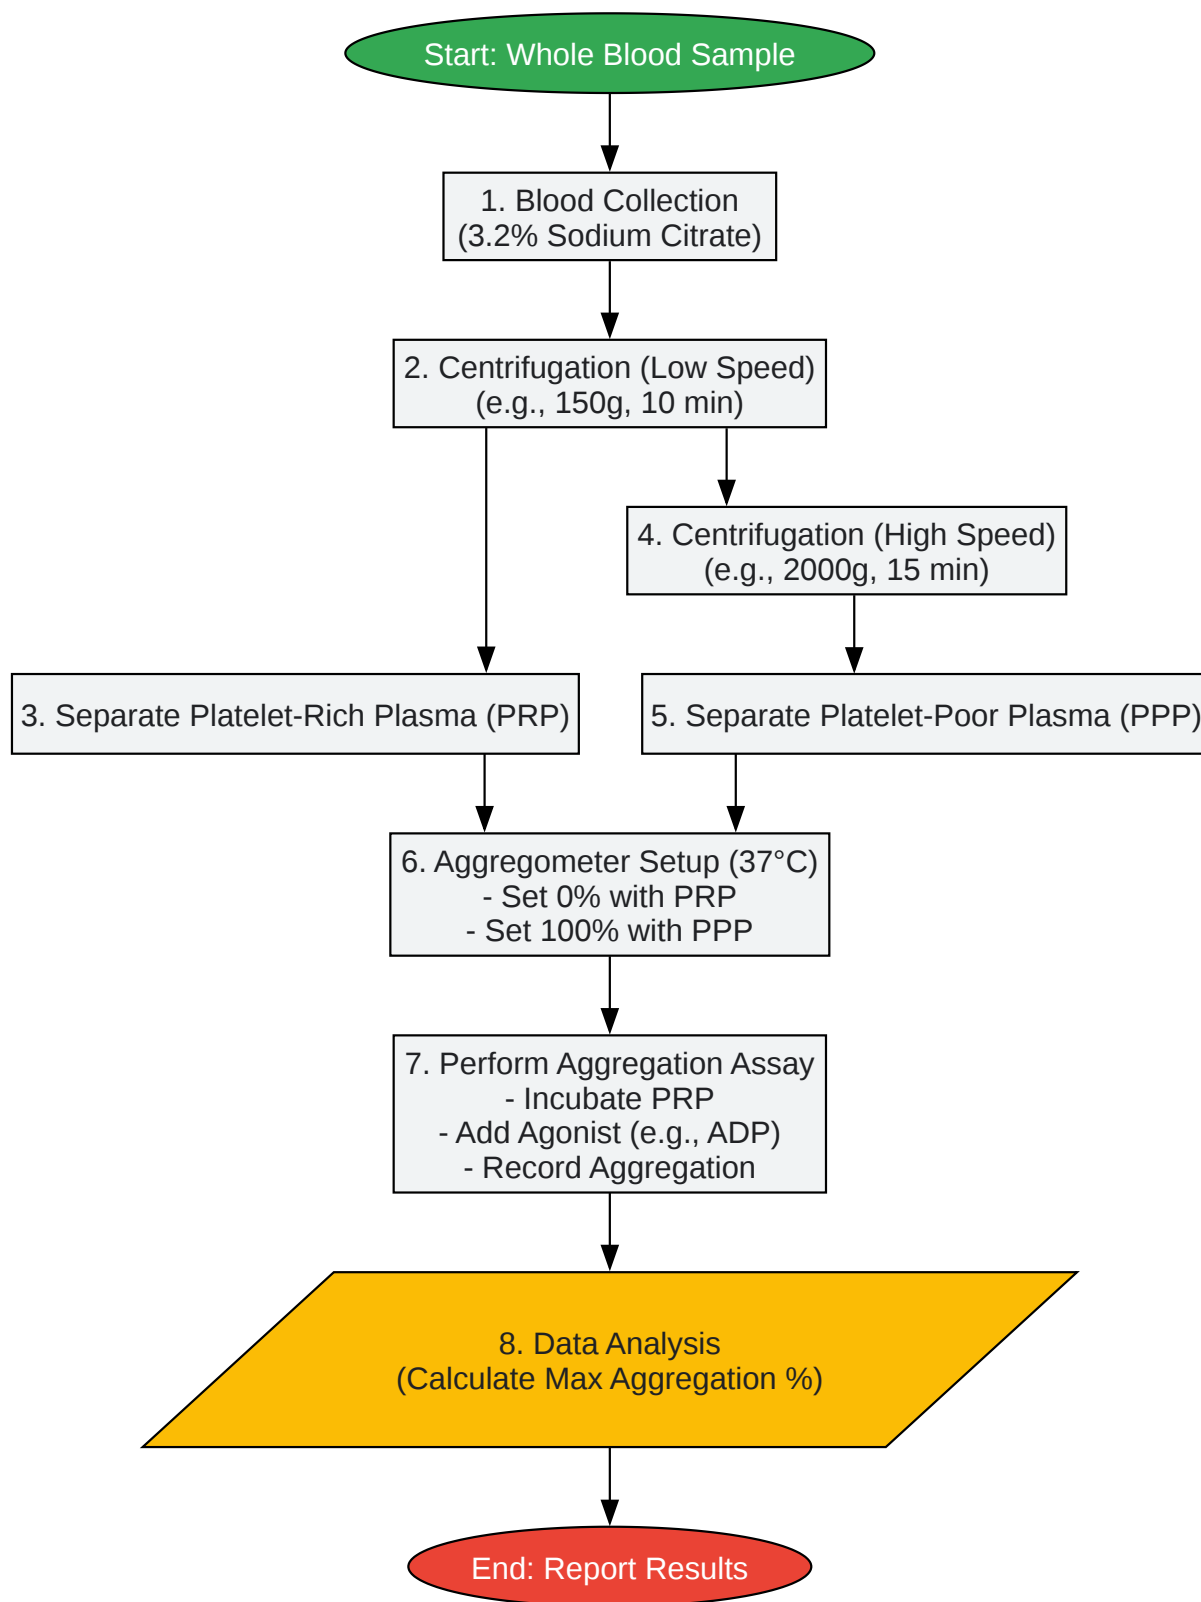 Start: Whole Blood Sample
1. Blood Collection
(3.2% Sodium Citrate)
2. Centrifugation (Low Speed)
(e.g., 150g, 10 min)
4. Centrifugation (High Speed)
(e.g., 2000g, 15 min)
3. Separate Platelet-Rich Plasma (PRP)
5. Separate Platelet-Poor Plasma (PPP)
6. Aggregometer Setup (37°C)
- Set 0% with PRP
- Set 100% with PPP
7. Perform Aggregation Assay
- Incubate PRP
- Add Agonist (e.g., ADP)
- Record Aggregation
8. Data Analysis
(Calculate Max Aggregation %)
End: Report Results